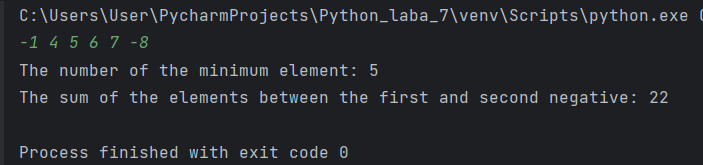 C:\Users\User\PycharmProjects\Python_laba_7\venv\Scripts\python.exe
-1 4 5 6 7 -8
The number of the minimum element: 5
The sum of the elements between the first and second negative: 22
Process finished with exit code 0